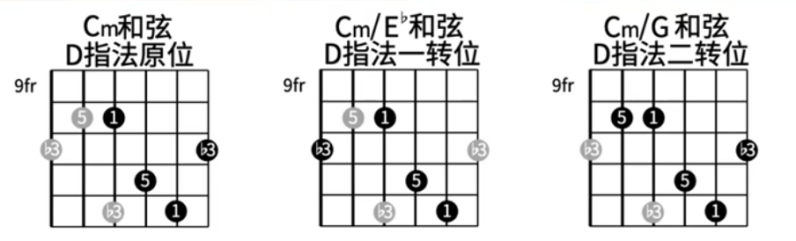 Cm和弦
D指法原位
9fr
5 1
♭3 ♭3
5
♭3 1
Cm/E♭和弦
D指法一转位
9fr
5 1
♭3 ♭3
5
♭3 1
Cm/G 和弦
D指法二转位
9fr
5 1
♭3 ♭3
5
♭3 1